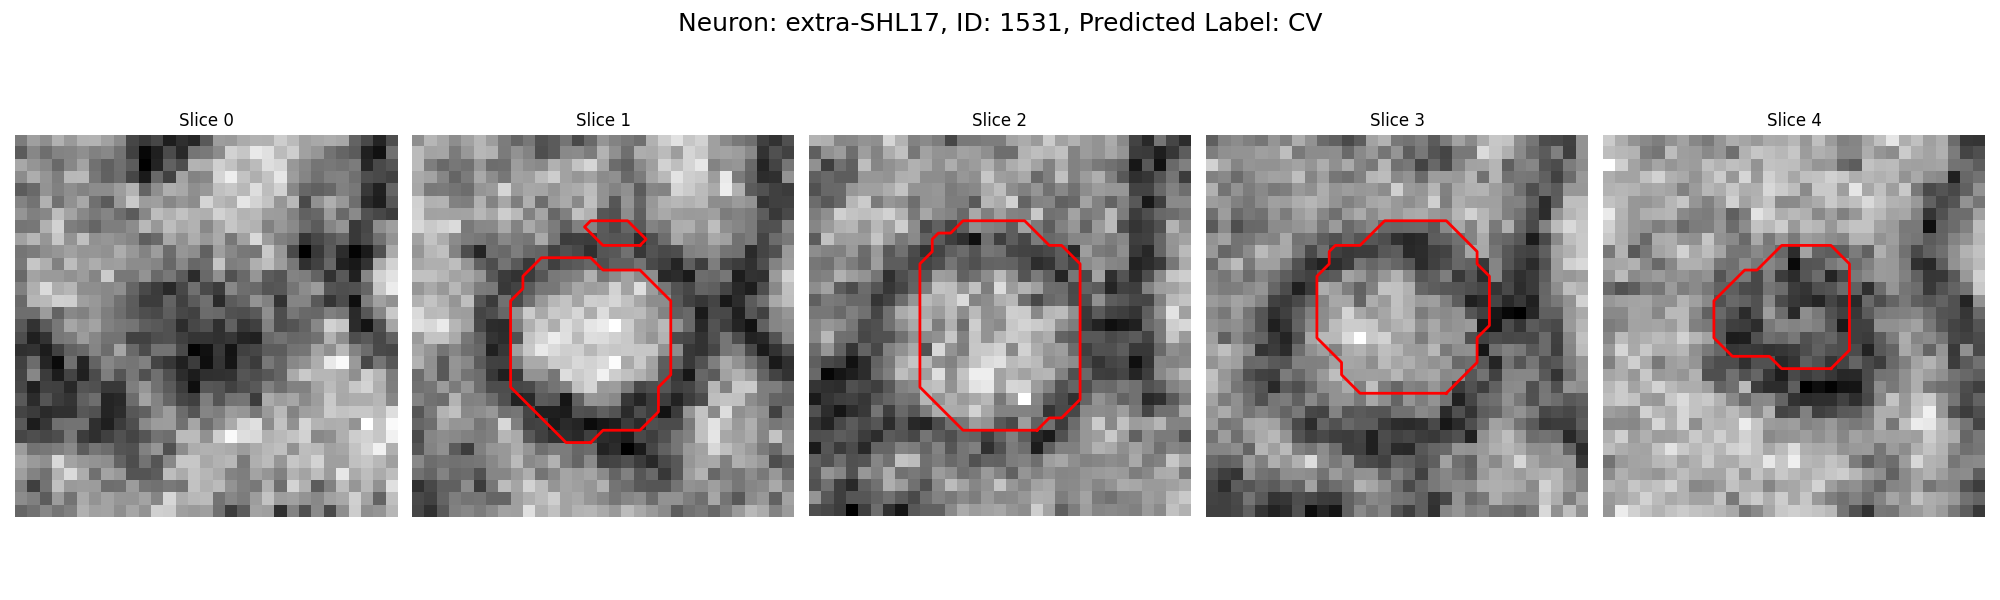 Neuron: extra-SHL17, ID: 1531, Predicted Label: CV
Slice 0
Slice 1
Slice 2
Slice 3
Slice 4